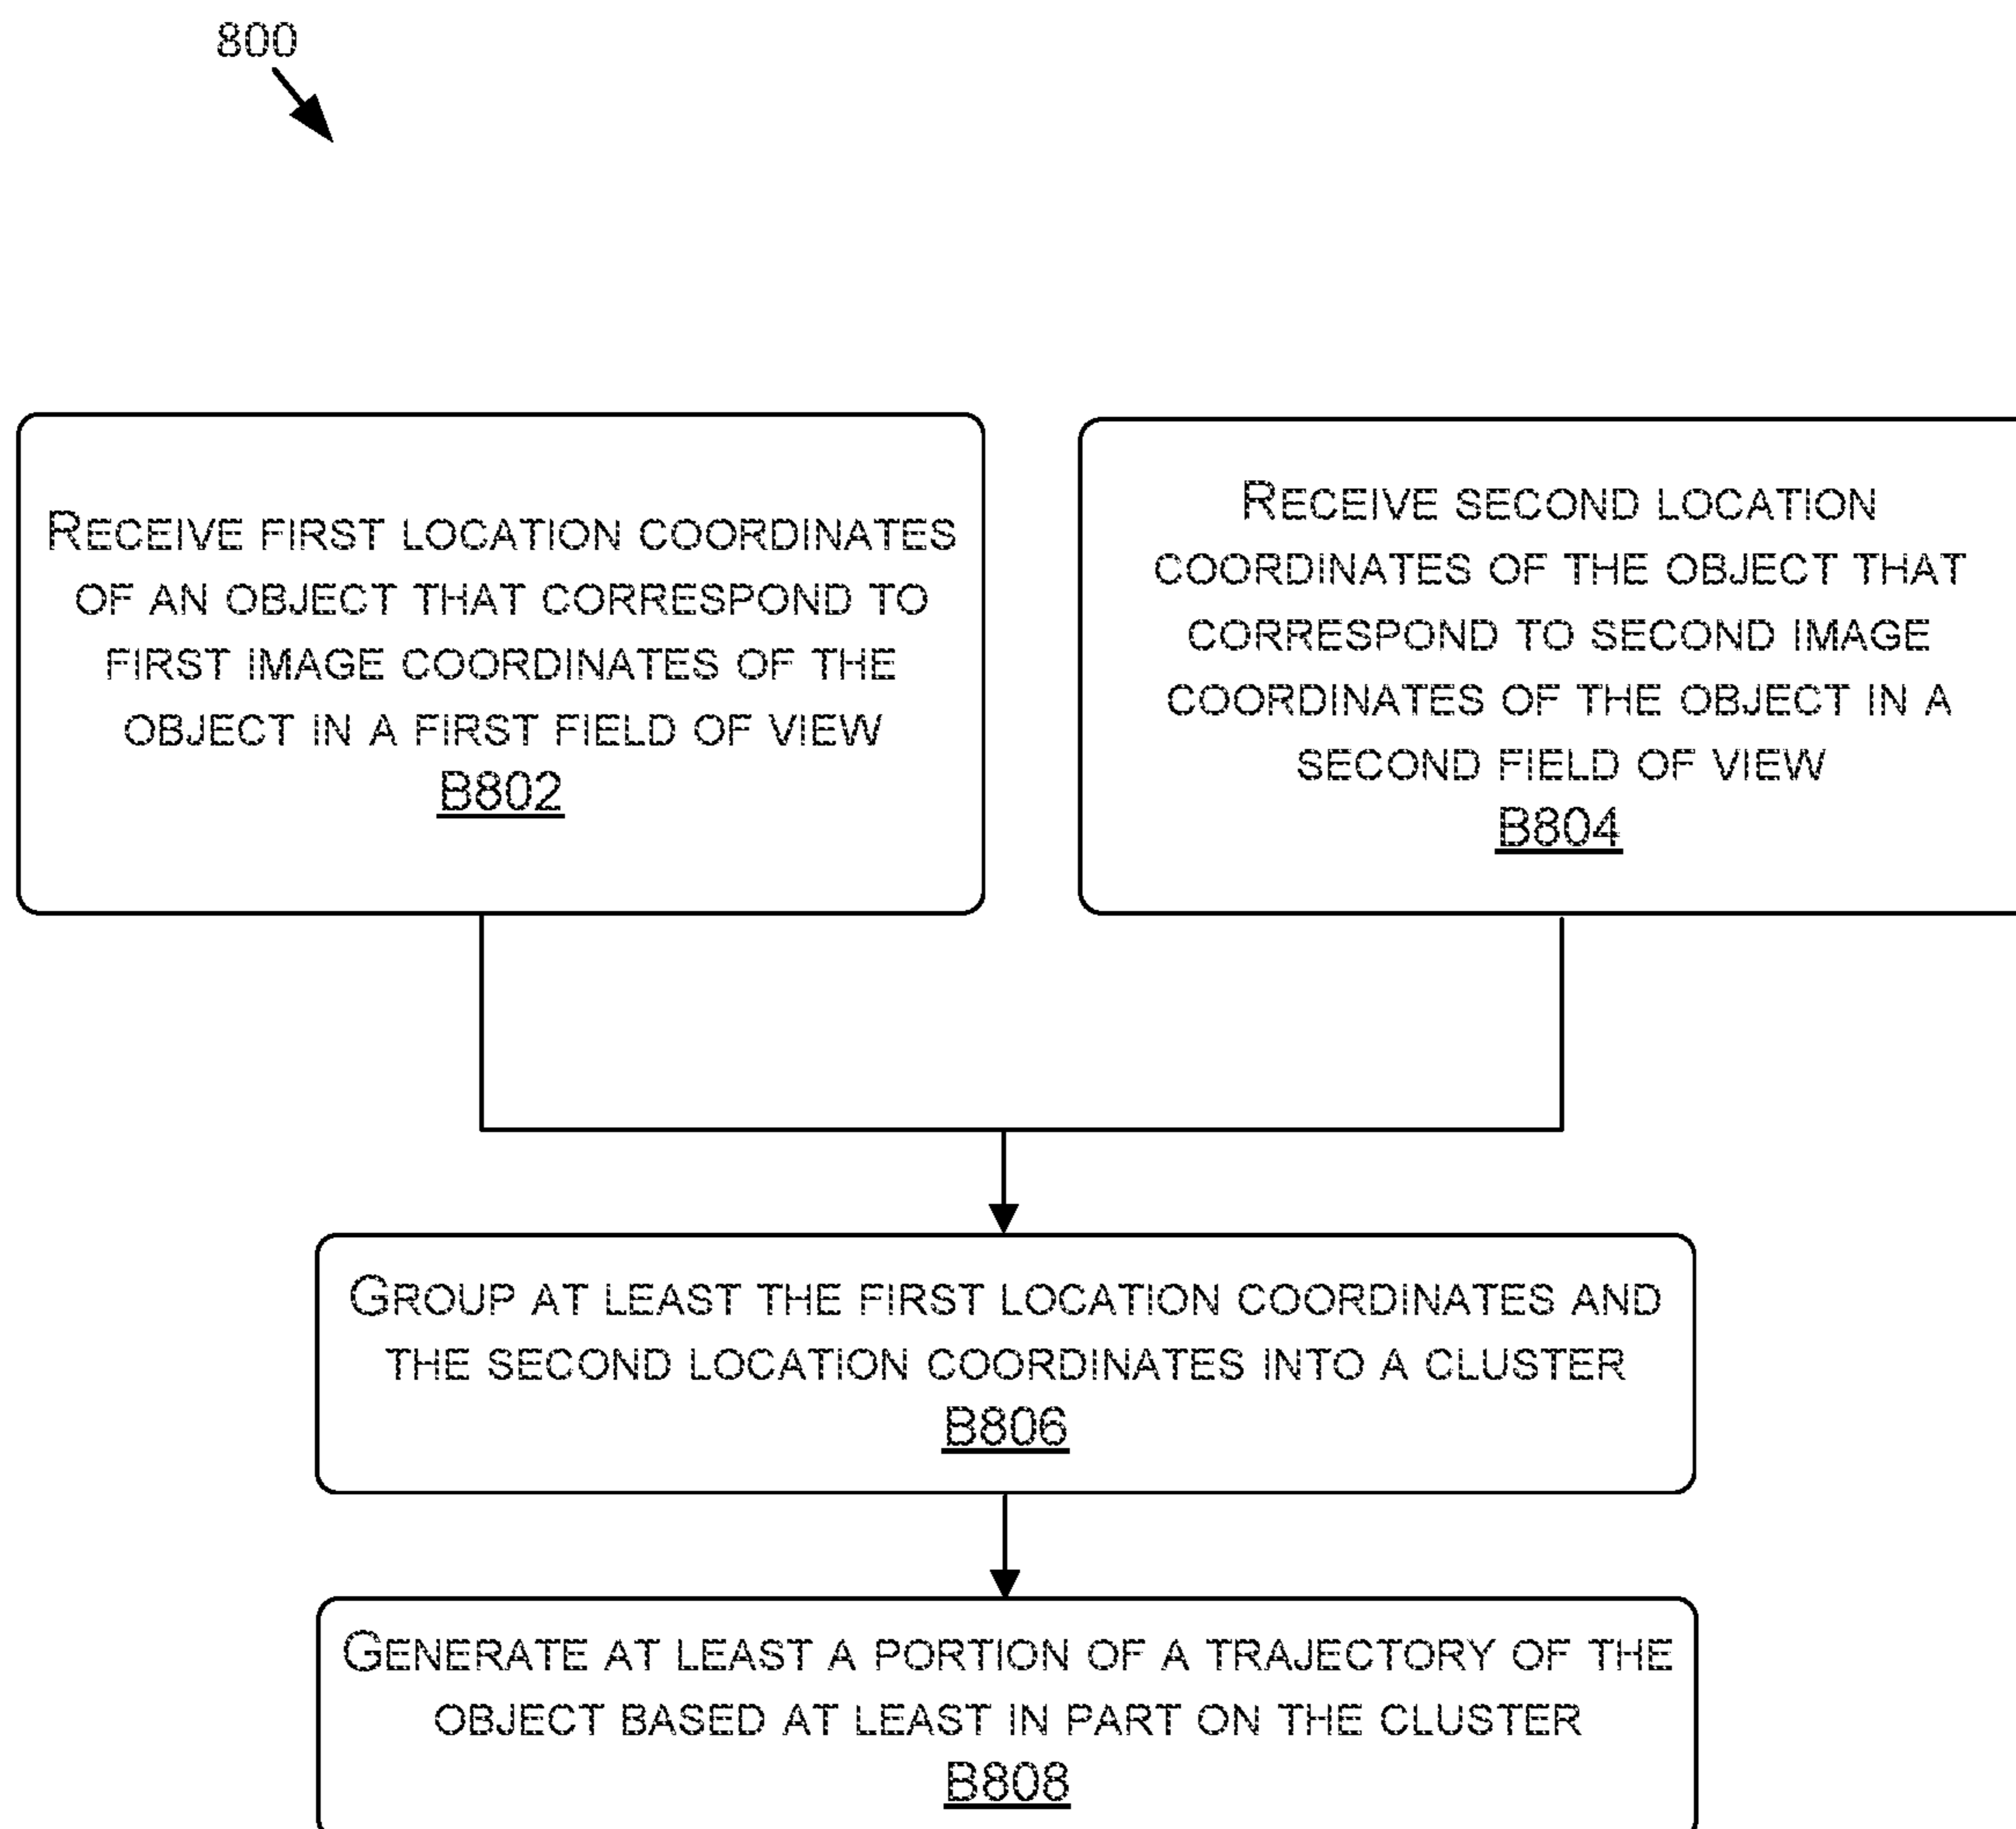 800
RECEIVE FIRST LOCATION COORDINATES
OF AN OBJECT THAT CORRESPOND TO
FIRST IMAGE COORDINATES OF THE
OBJECT IN A FIRST FIELD OF VIEW
B802
RECEIVE SECOND LOCATION
COORDINATES OF THE OBJECT THAT
CORRESPOND TO SECOND IMAGE
COORDINATES OF THE OBJECT IN A
SECOND FIELD OF VIEW
B804
GROUP AT LEAST THE FIRST LOCATION COORDINATES AND
THE SECOND LOCATION COORDINATES INTO A CLUSTER
B806
GENERATE AT LEAST A PORTION OF A TRAJECTORY OF THE
OBJECT BASED AT LEAST IN PART ON THE CLUSTER
B808